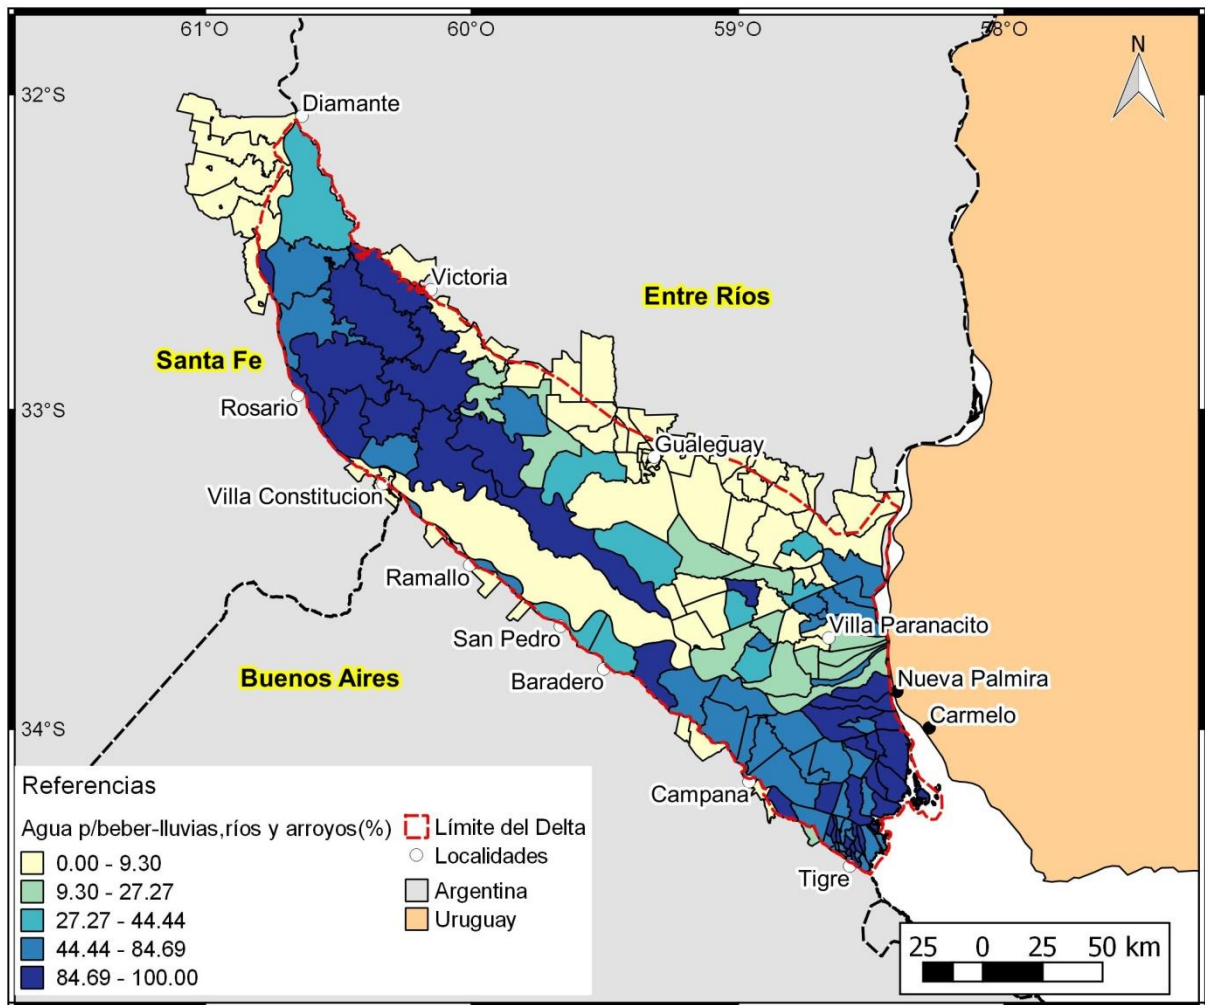 61°O 60°O 59°O 58°O
N
32°S
Diamante
Victoria
Entre Ríos
Santa Fe
33°S
Rosario
Gualeguay
Villa Constitucion
Ramallo
San Pedro
Villa Paranacito
Buenos Aires
Baradero
Nueva Palmira
Carmelo
34°S
Campana
Tigre
Referencias
Agua p/beber-lluvias,ríos y arroyos(%)
0.00 - 9.30
9.30 - 27.27
27.27 - 44.44
44.44 - 84.69
84.69 - 100.00
Límite del Delta
Localidades
Argentina
Uruguay
25 0 25 50 km